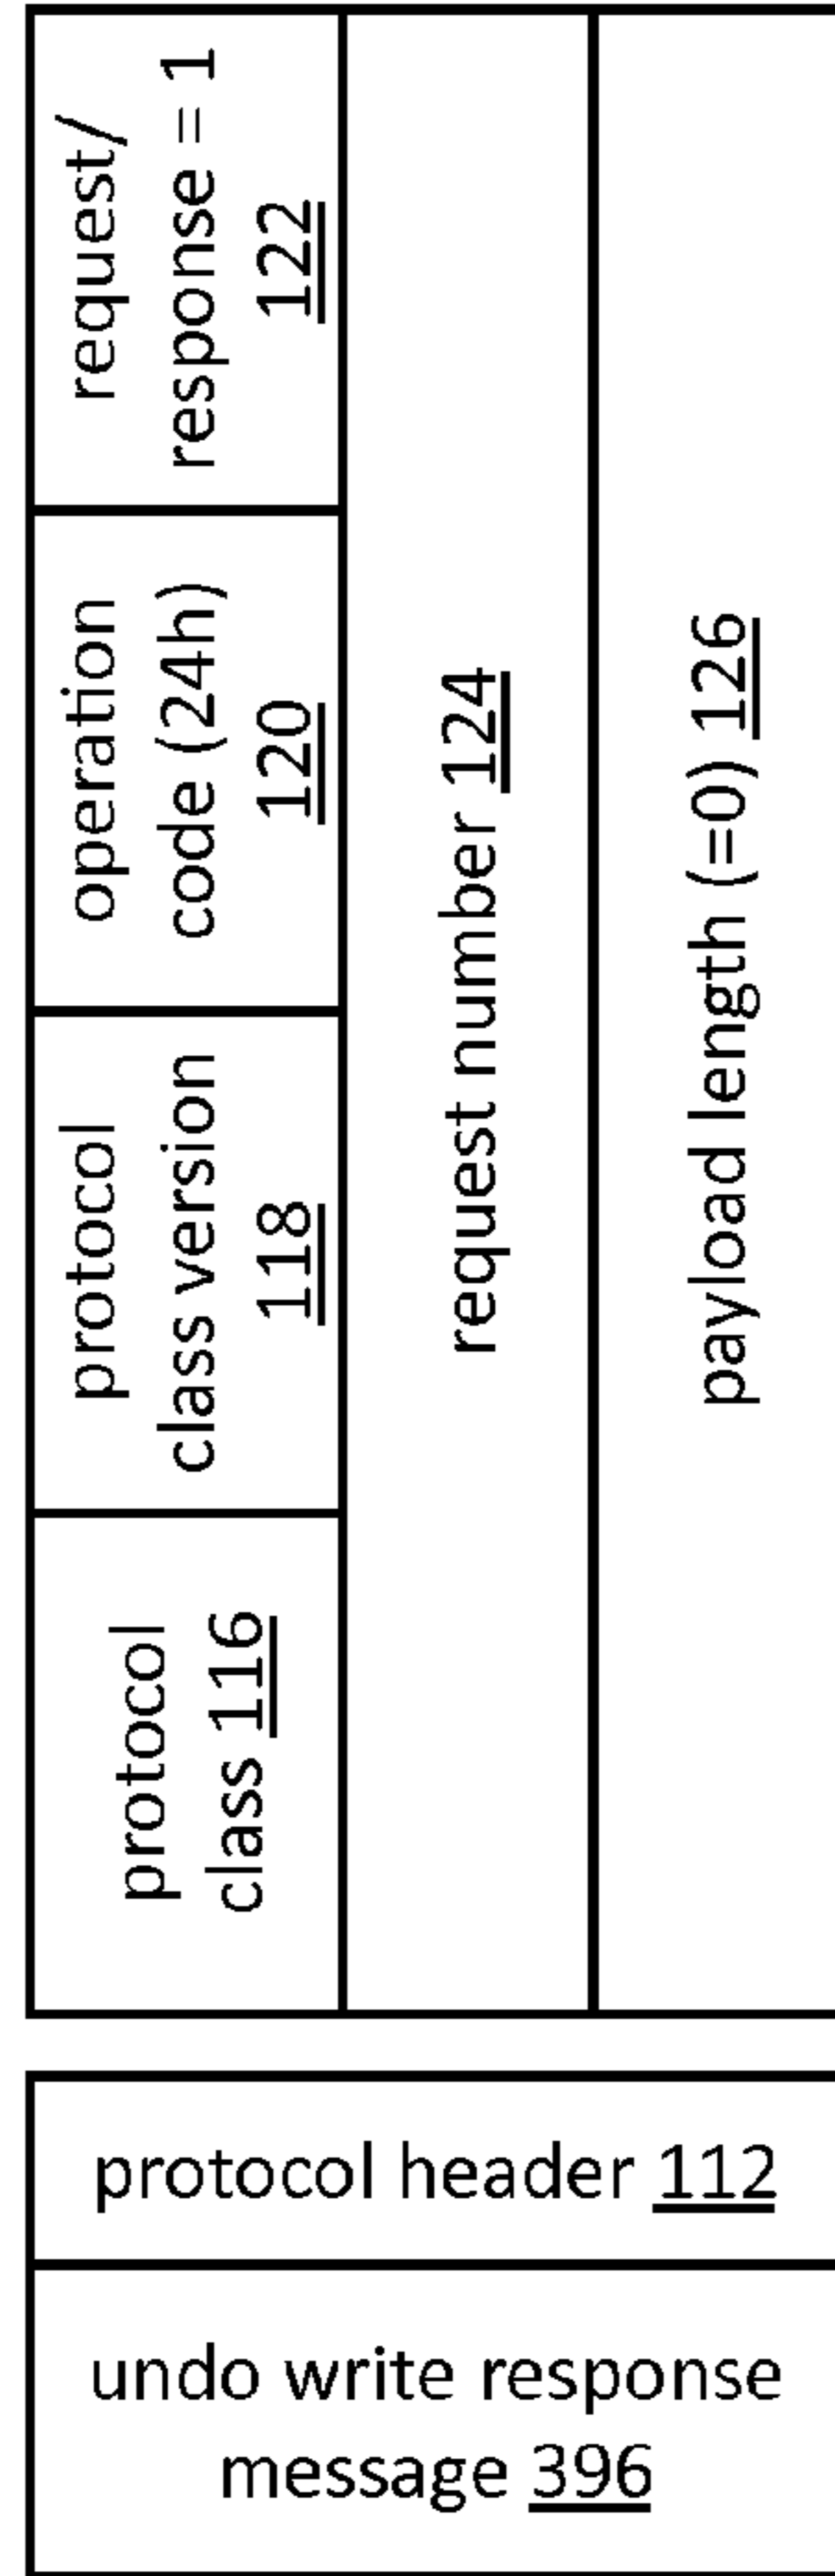 protocol
class 116
protocol
class version
118
operation
code (24h)
120
request/
response = 1
122
request number 124
payload length (=0) 126
protocol header 112
undo write response
message 396